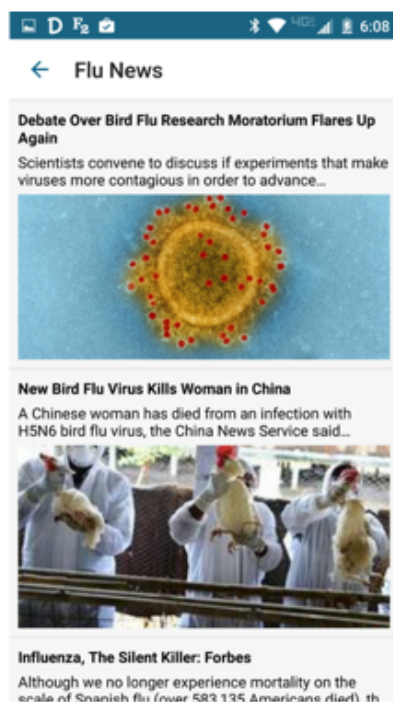 D F2 4G 6:08
Flu News
Debate Over Bird Flu Research Moratorium Flares Up
Again
Scientists convene to discuss if experiments that make
viruses more contagious in order to advance...
New Bird Flu Virus Kills Woman in China
A Chinese woman has died from an infection with
H5N6 bird flu virus, the China News Service said...
Influenza, The Silent Killer: Forbes
Although we no longer experience mortality on the
scale of Spanish flu (over 583,135 Americans died), th